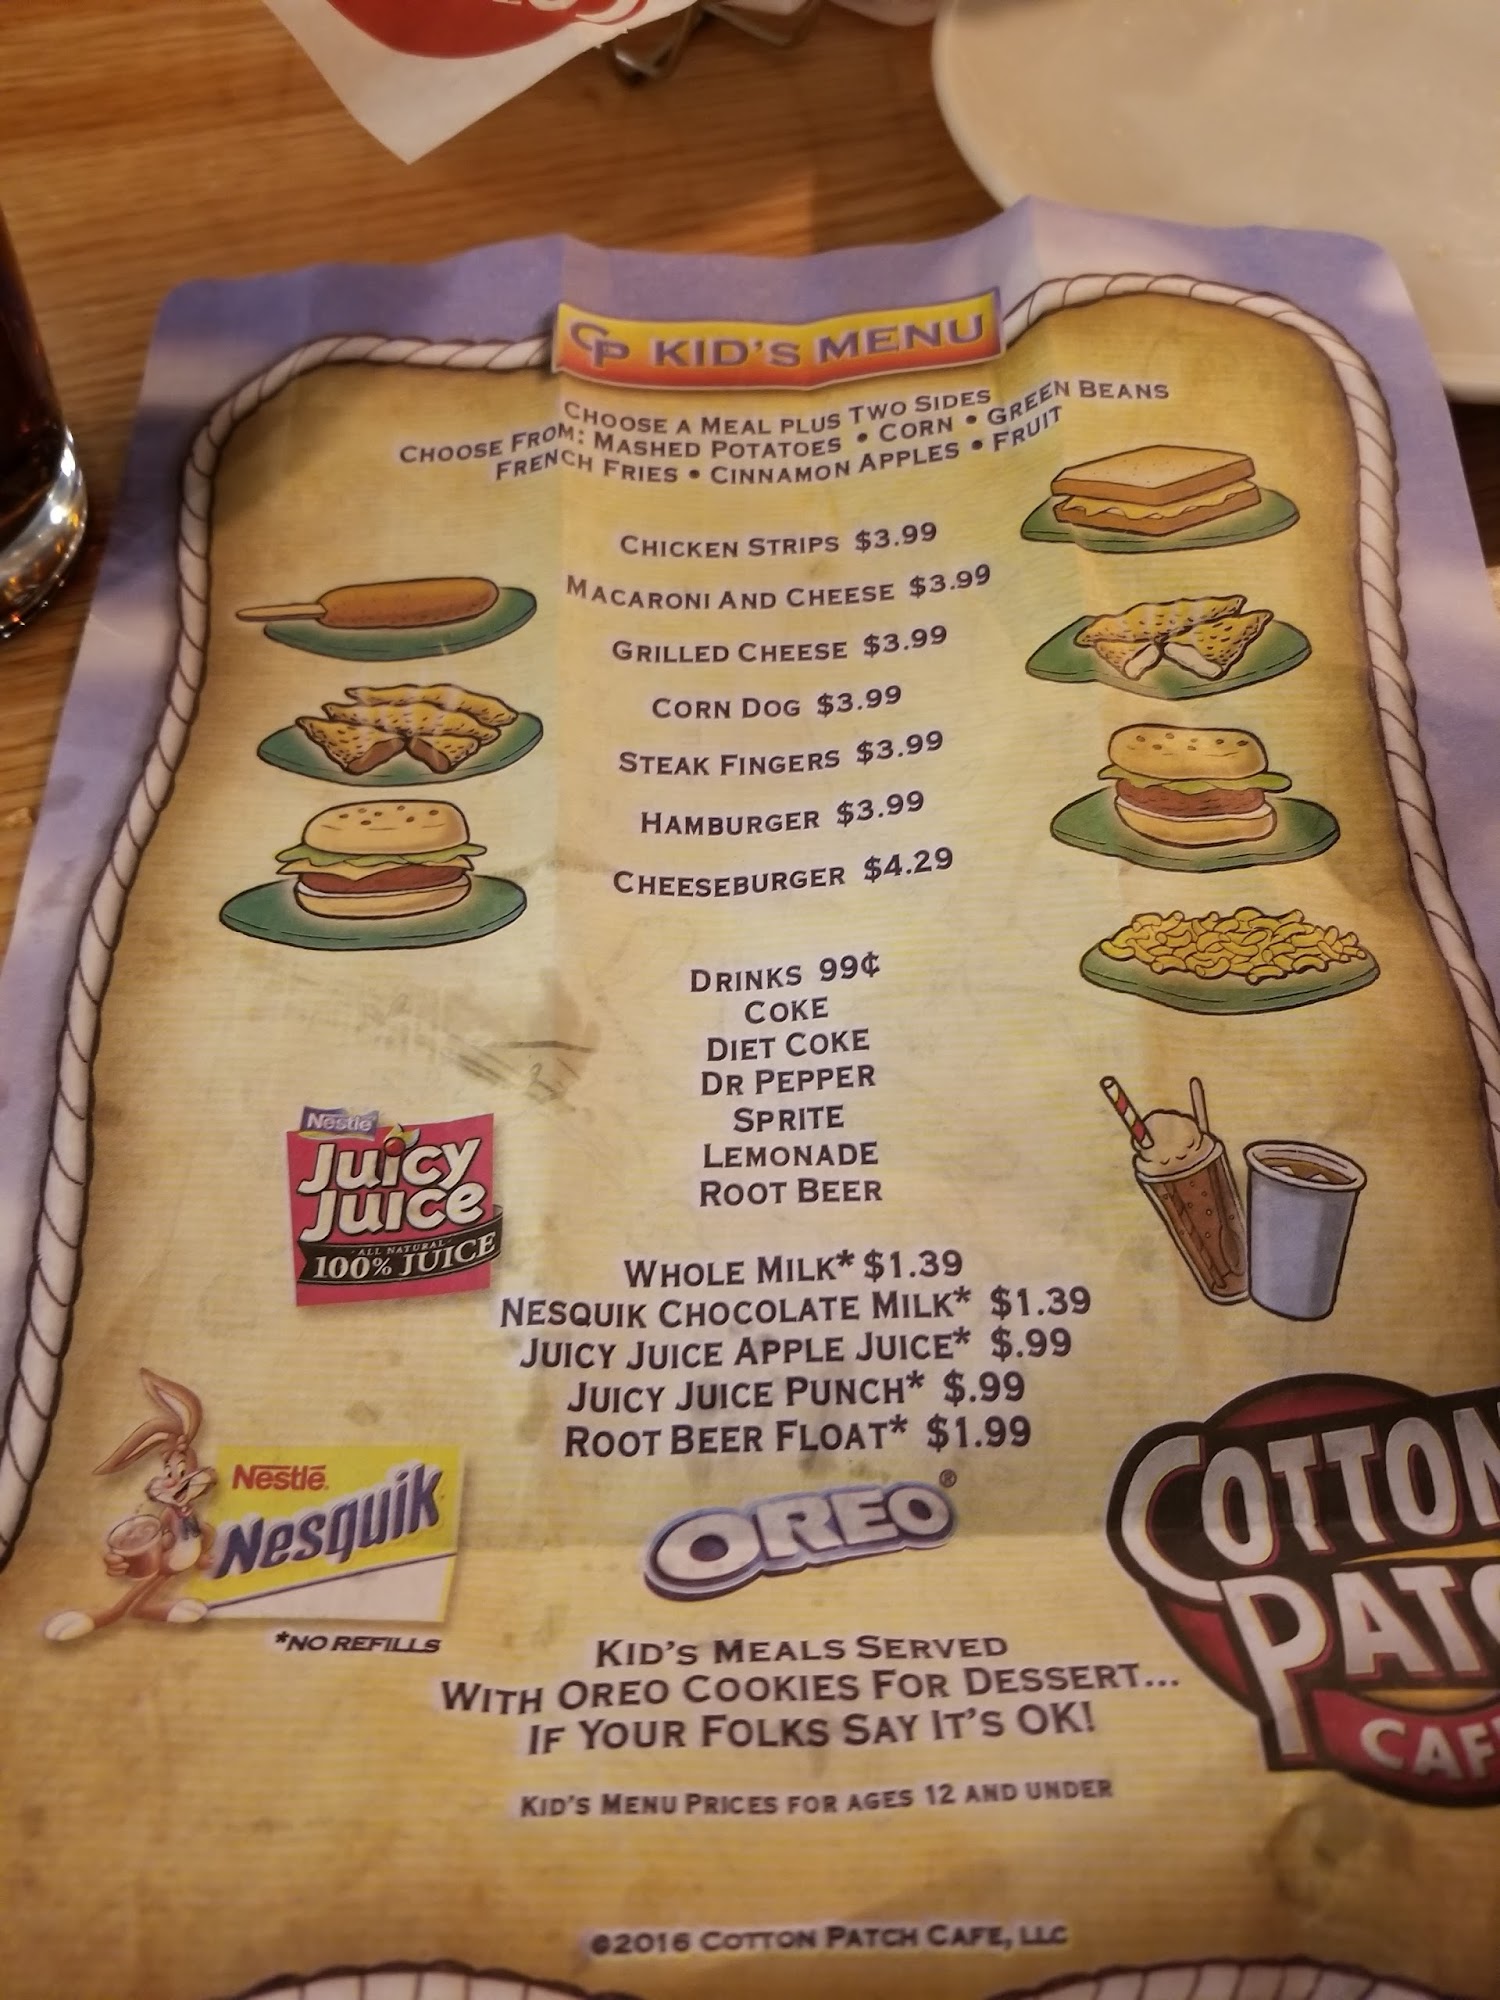 CP KID'S MENU
CHOOSE A MEAL PLUS TWO SIDES
CHOOSE FROM: MASHED POTATOES • CORN • GREEN BEANS
FRENCH FRIES • CINNAMON APPLES • FRUIT
CHICKEN STRIPS $3.99
MACARONI AND CHEESE $3.99
GRILLED CHEESE $3.99
CORN DOG $3.99
STEAK FINGERS $3.99
HAMBURGER $3.99
CHEESEBURGER $4.29
DRINKS 99¢
COKE
DIET COKE
DR PEPPER
SPRITE
LEMONADE
ROOT BEER
Nestlé
Juicy
Juice
ALL NATURAL
100% JUICE
WHOLE MILK* $1.39
NESQUIK CHOCOLATE MILK* $1.39
JUICY JUICE APPLE JUICE* $.99
JUICY JUICE PUNCH* $.99
ROOT BEER FLOAT* $1.99
Nestlé
Nesquik
*NO REFILLS
OREO®
COTTON
PATC
CAF
KID'S MEALS SERVED
WITH OREO COOKIES FOR DESSERT...
IF YOUR FOLKS SAY IT'S OK!
KID'S MENU PRICES FOR AGES 12 AND UNDER
©2016 COTTON PATCH CAFE, LLC